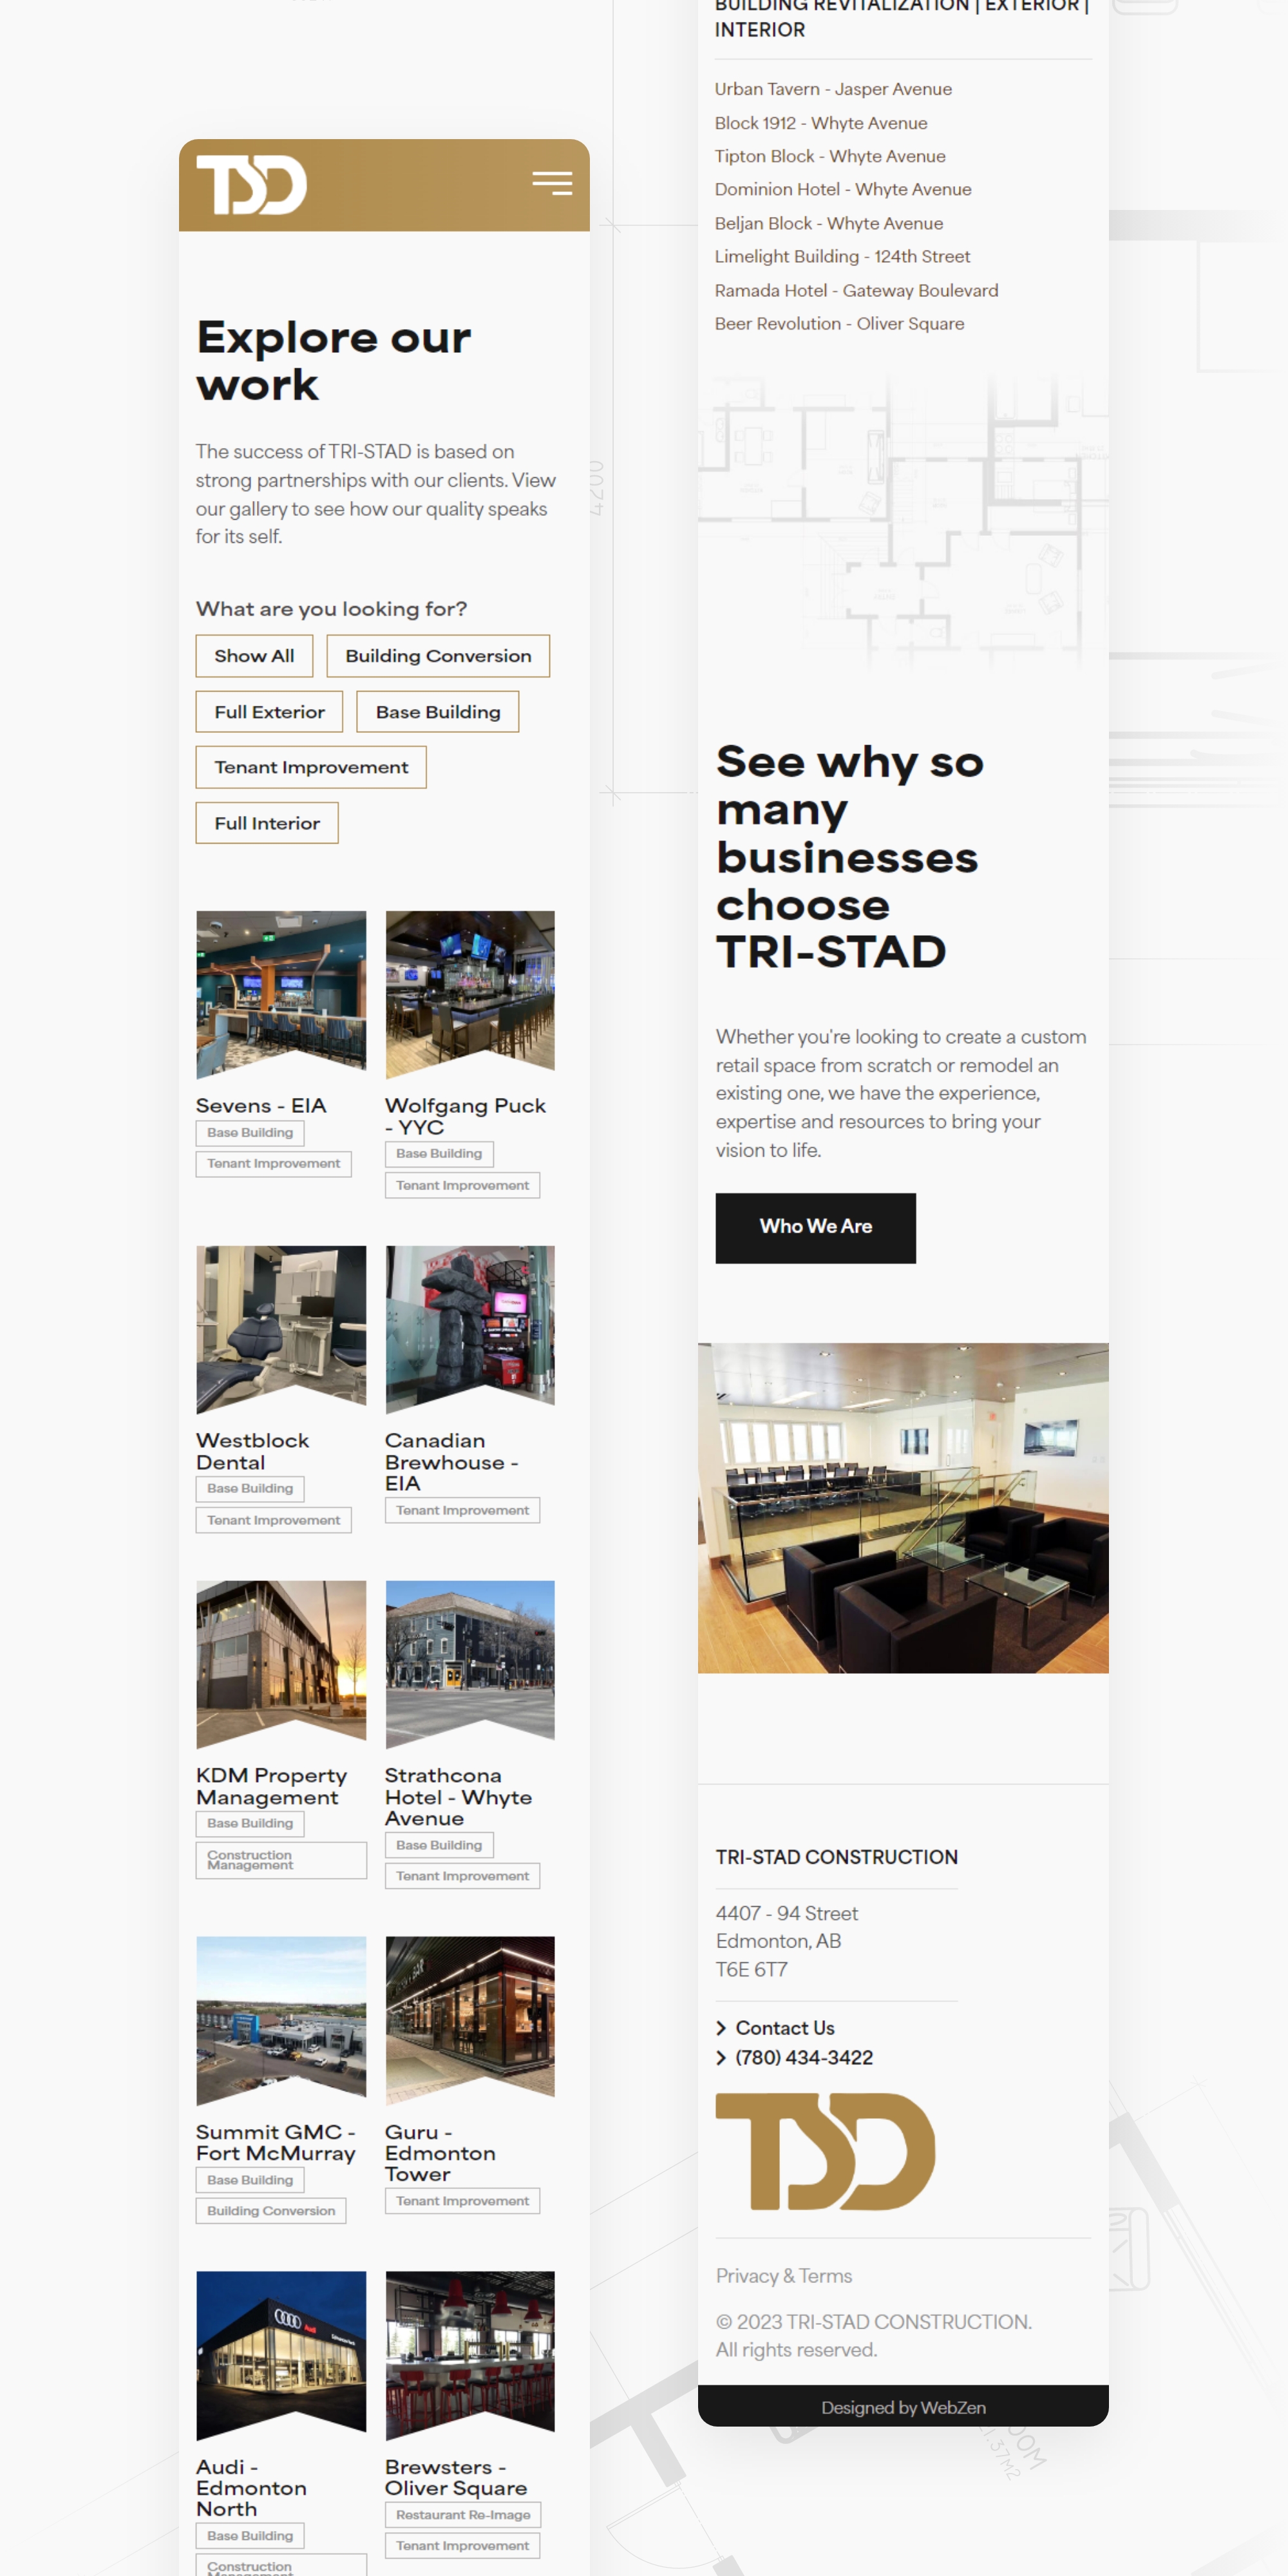 TSD
Explore our
work
The success of TRI-STAD is based on
strong partnerships with our clients. View
our gallery to see how our quality speaks
for its self.
What are you looking for?
Show All
Building Conversion
Full Exterior
Base Building
Tenant Improvement
Full Interior
Sevens - EIA
Base Building
Tenant Improvement
Wolfgang Puck
- YYC
Base Building
Tenant Improvement
Westblock
Dental
Base Building
Tenant Improvement
Canadian
Brewhouse -
EIA
Tenant Improvement
KDM Property
Management
Base Building
Construction
Management
Strathcona
Hotel - Whyte
Avenue
Base Building
Tenant Improvement
Summit GMC -
Fort McMurray
Base Building
Building Conversion
Guru -
Edmonton
Tower
Tenant Improvement
Audi
Audi -
Edmonton
North
Base Building
Construction
Management
Brewsters -
Oliver Square
Restaurant Re-Image
Tenant Improvement
4200
BUILDING REVITALIZATION | EXTERIOR |
INTERIOR
Urban Tavern - Jasper Avenue
Block 1912 - Whyte Avenue
Tipton Block - Whyte Avenue
Dominion Hotel - Whyte Avenue
Beljan Block - Whyte Avenue
Limelight Building - 124th Street
Ramada Hotel - Gateway Boulevard
Beer Revolution - Oliver Square
See why so
many
businesses
choose
TRI-STAD
Whether you're looking to create a custom
retail space from scratch or remodel an
existing one, we have the experience,
expertise and resources to bring your
vision to life.
Who We Are
TRI-STAD CONSTRUCTION
4407 - 94 Street
Edmonton, AB
T6E 6T7
Contact Us
(780) 434-3422
TSD
Privacy & Terms
© 2023 TRI-STAD CONSTRUCTION.
All rights reserved.
Designed by WebZen